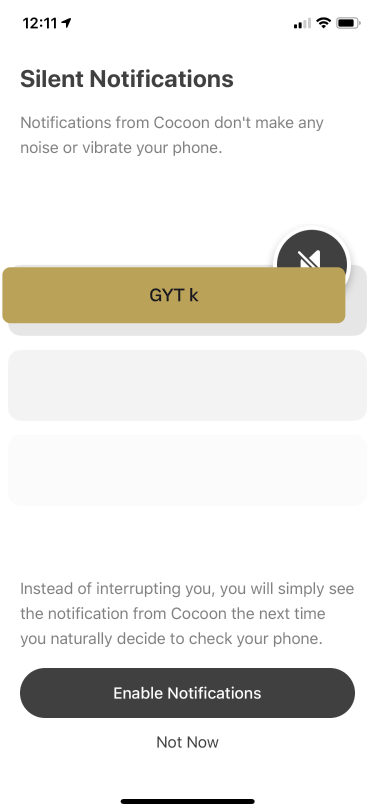 12:11
Silent Notifications
Notifications from Cocoon don't make any
noise or vibrate your phone.
GYT k
Instead of interrupting you, you will simply see
the notification from Cocoon the next time
you naturally decide to check your phone.
Enable Notifications
Not Now